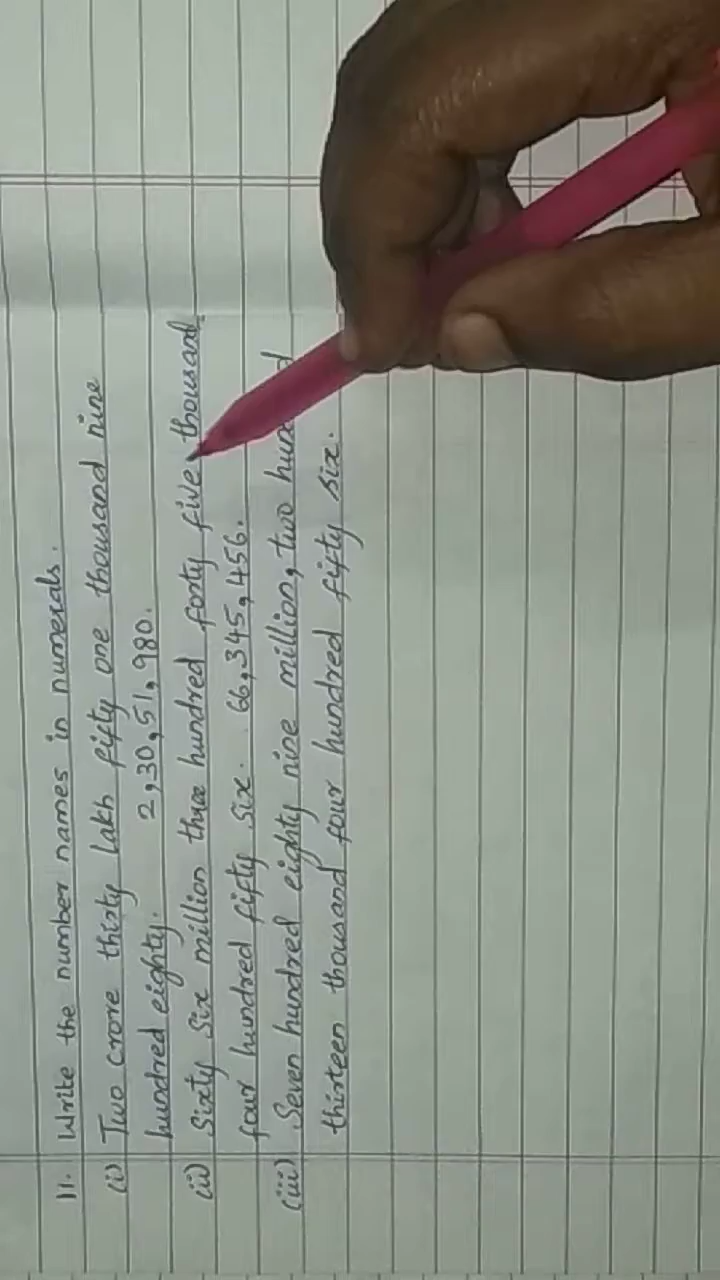 11. Write the number names in numerals.
(i) Two crore thirty lakh fifty one thousand nine
hundred eighty. 2,30,51,980.
(ii) Sixty six million three hundred forty five thousand
four hundred fifty six. 66,345,456.
(iii) Seven hundred eighty nine million, two hundred
thirteen thousand four hundred fifty six.